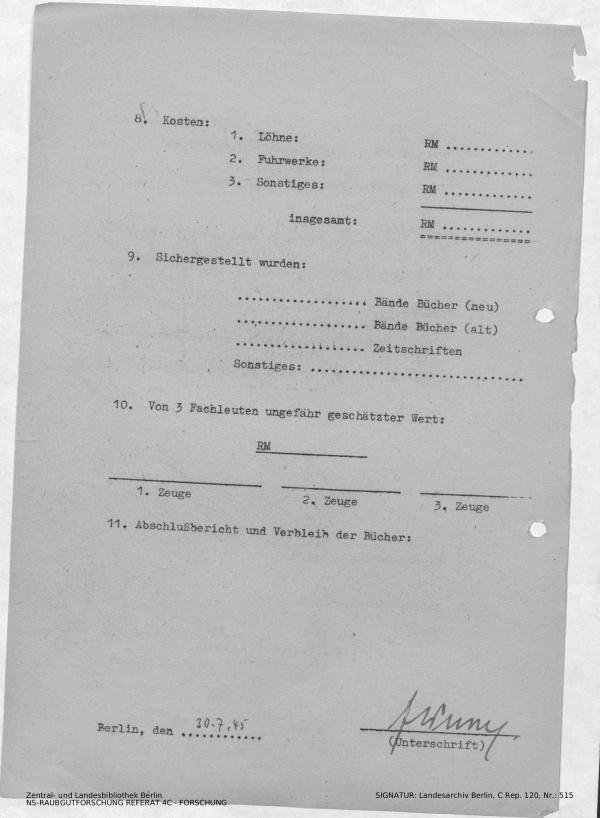 8. Kosten:
1. Löhne: RM ..............
2. Fuhrwerke: RM ..............
3. Sonstiges: RM ..............
insgesamt: RM ..............
9. Sichergestellt wurden:
.................... Bände Bücher (neu)
.................... Bände Bücher (alt)
.................... Zeitschriften
Sonstiges: .................................
10. Von 3 Fachleuten ungefähr geschätzter Wert:
RM
1. Zeuge 2. Zeuge 3. Zeuge
11. Abschlußbericht und Verbleib der Bücher:
Berlin, den 30.7.45
(Unterschrift)
Zentral- und Landesbibliothek Berlin
NS-RAUBGUTFORSCHUNG REFERAT 4C - FORSCHUNG
SIGNATUR: Landesarchiv Berlin, C Rep. 120, Nr.: 515